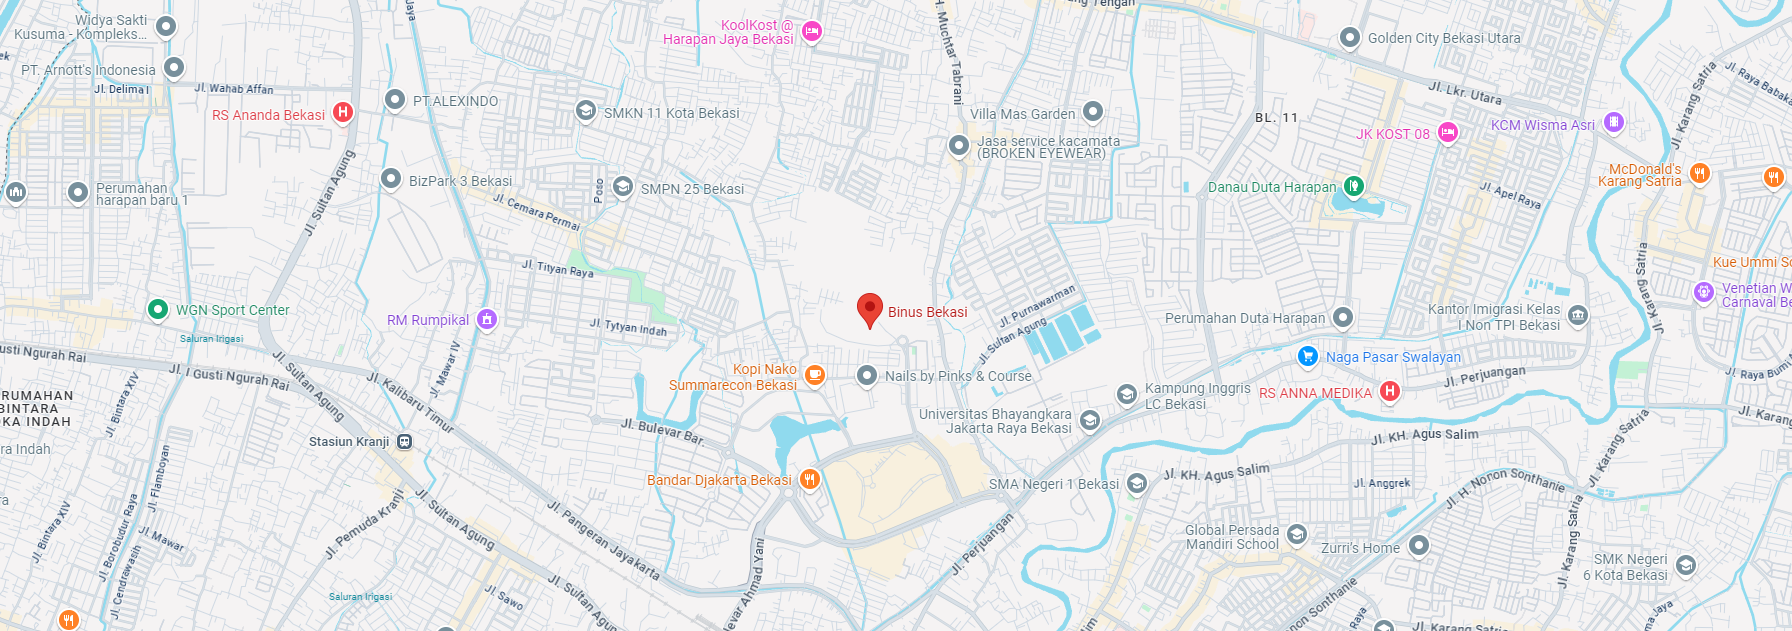 Widya Sakti
Kusuma - Kompleks...
PT. Arnott's Indonesia
Jl. Delima I
Jl. Wahab Affan
RS Ananda Bekasi
Jaya
PT.ALEXINDO
KoolKost @
Harapan Jaya Bekasi
SMKN 11 Kota Bekasi
H. Muchtar Tabrani
Villa Mas Garden
Jasa service kacamata
(BROKEN EYEWEAR)
Golden City Bekasi Utara
Jl. Lkr. Utara
BL. 11
JK KOST 08
KCM Wisma Asri
Jl. Karang Satria
Jl. Raya Babaka
McDonald's
Karang Satria
Danau Duta Harapan
Jl. Apel Raya
Perumahan
harapan baru 1
Jl. Sultan Agung
BizPark 3 Bekasi
Jl. Cemara Permai
Poso
SMPN 25 Bekasi
Jl. Tityan Raya
Jl. Karang Satria
Kue Ummi So
Venetian W
Carnaval Be
WGN Sport Center
Saluran Irigasi
RM Rumpikal
Jl. Tytyan Indah
Binus Bekasi
Jl. Purnawarman
Jl. Sultan Agung
Perumahan Duta Harapan
Kantor Imigrasi Kelas
I Non TPI Bekasi
Jl. Karang Satria
Gusti Ngurah Rai
Jl. I Gusti Ngurah Rai
Jl. Sultan Agung
Jl. Kalibaru Timur
Jl. Mawar IV
Kopi Nako
Summarecon Bekasi
Nails by Pinks & Course
Naga Pasar Swalayan
RS ANNA MEDIKA
Jl. Perjuangan
Jl. Raya Bumi
RUMAHAN
BINTARA
OKA INDAH
ra Indah
Jl. Bintara XIV
Stasiun Kranji
Jl. Bulevar Bar.
Universitas Bhayangkara
Jakarta Raya Bekasi
Kampung Inggris
LC Bekasi
Jl. KH. Agus Salim
Jl. Karang
Jl. Karang Satria
Jl. Flamboyan
Bandar Djakarta Bekasi
SMA Negeri 1 Bekasi
Jl. KH. Agus Salim
Jl. Anggrek
Jl. H. Nonon Sonthanie
Jl. Bintara XIV
Jl. Borobudur Raya
Jl. Mawar
Jl. Cendrawasih
Jl. Pemuda Kranji
Jl. Sultan Agung
Jl. Pangeran Jayakarta
Jl. Perjuangan
Global Persada
Mandiri School
Zurri's Home
Jl. Karang Satria
SMK Negeri
6 Kota Bekasi
Saluran Irigasi
Jl. Sawo
Jl. Sultan Agung
levar Ahmad Yani
non Sonthanie
Raya
Jl. Karang Satria
ma Jaya